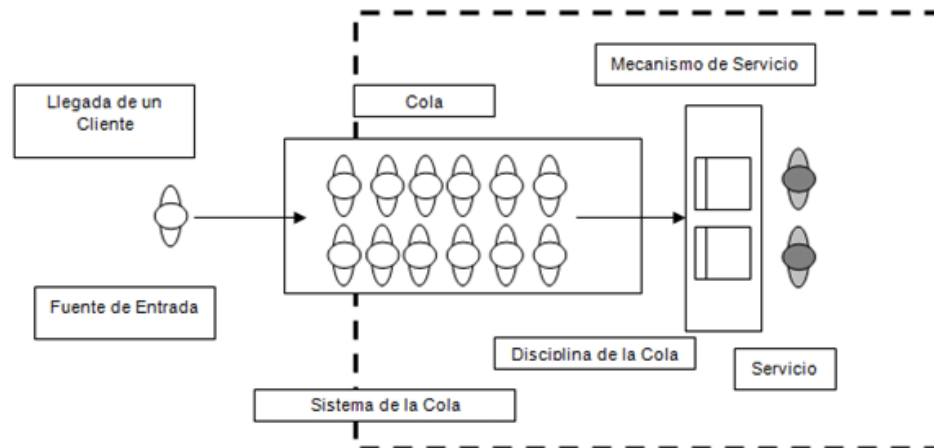 Mecanismo de Servicio
Llegada de un
Cliente
Cola
Fuente de Entrada
Disciplina de la Cola
Servicio
Sistema de la Cola